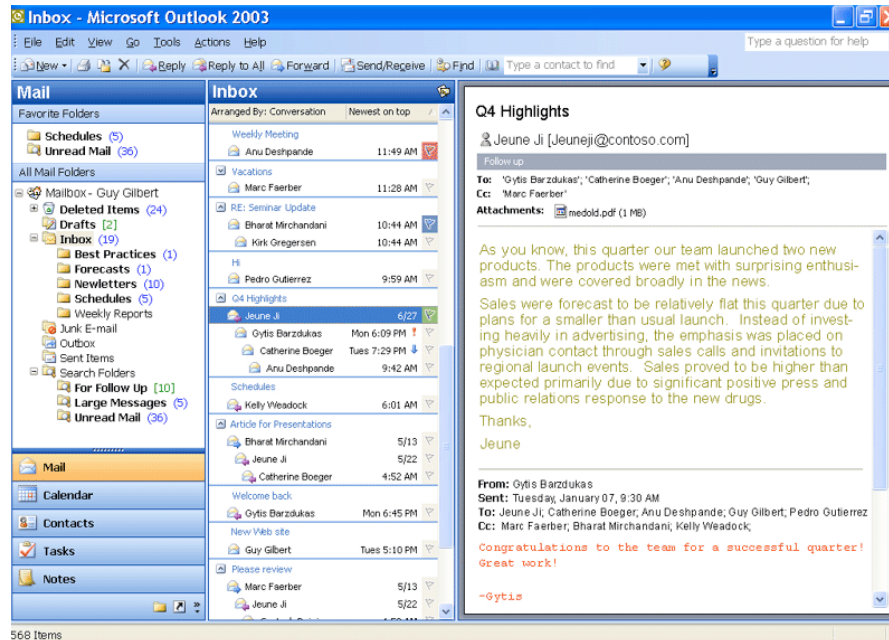 Inbox - Microsoft Outlook 2003
File Edit View Go Tools Actions Help
Type a question for help
New Reply Reply to All Forward Send/Receive Find Type a contact to find
Mail
Favorite Folders
Schedules (5)
Unread Mail (36)
All Mail Folders
Mailbox - Guy Gilbert
Deleted Items (24)
Drafts [2]
Inbox (19)
Best Practices (1)
Forecasts (1)
Newletters (10)
Schedules (5)
Weekly Reports
Junk E-mail
Outbox
Sent Items
Search Folders
For Follow Up [10]
Large Messages (5)
Unread Mail (36)
Mail
Calendar
Contacts
Tasks
Notes
Inbox
Arranged By: Conversation Newest on top
Weekly Meeting
Anu Deshpande 11:49 AM
Vacations
Marc Faerber 11:28 AM
RE: Seminar Update
Bharat Mirchandani 10:44 AM
Kirk Gregersen 10:44 AM
Hi
Pedro Gutierrez 9:59 AM
Q4 Highlights
Jeune Ji 6/27
Gytis Barzdukas Mon 6:09 PM
Catherine Boeger Tues 7:29 PM
Anu Deshpande 9:42 AM
Schedules
Kelly Weadock 6:01 AM
Article for Presentations
Bharat Mirchandani 5/13
Jeune Ji 5/22
Catherine Boeger 4:52 AM
Welcome back
Gytis Barzdukas Mon 6:45 PM
New Web site
Guy Gilbert Tues 5:10 PM
Please review
Marc Faerber 5/13
Jeune Ji 5/22
Q4 Highlights
Jeune Ji [Jeuneji@contoso.com]
Follow up
To: 'Gytis Barzdukas'; 'Catherine Boeger'; 'Anu Deshpande'; 'Guy Gilbert';
Cc: 'Marc Faerber'
Attachments: medold.pdf (1 MB)
As you know, this quarter our team launched two new
products. The products were met with surprising enthusi-
asm and were covered broadly in the news.
Sales were forecast to be relatively flat this quarter due to
plans for a smaller than usual launch. Instead of invest-
ing heavily in advertising, the emphasis was placed on
physician contact through sales calls and invitations to
regional launch events. Sales proved to be higher than
expected primarily due to significant positive press and
public relations response to the new drugs.
Thanks,
Jeune
From: Gytis Barzdukas
Sent: Tuesday, January 07, 9:30 AM
To: Jeune Ji; Catherine Boeger; Anu Deshpande; Guy Gilbert; Pedro Gutierrez
Cc: Marc Faerber; Bharat Mirchandani; Kelly Weadock;
Congratulations to the team for a successful quarter!
Great work!
-Gytis
568 Items